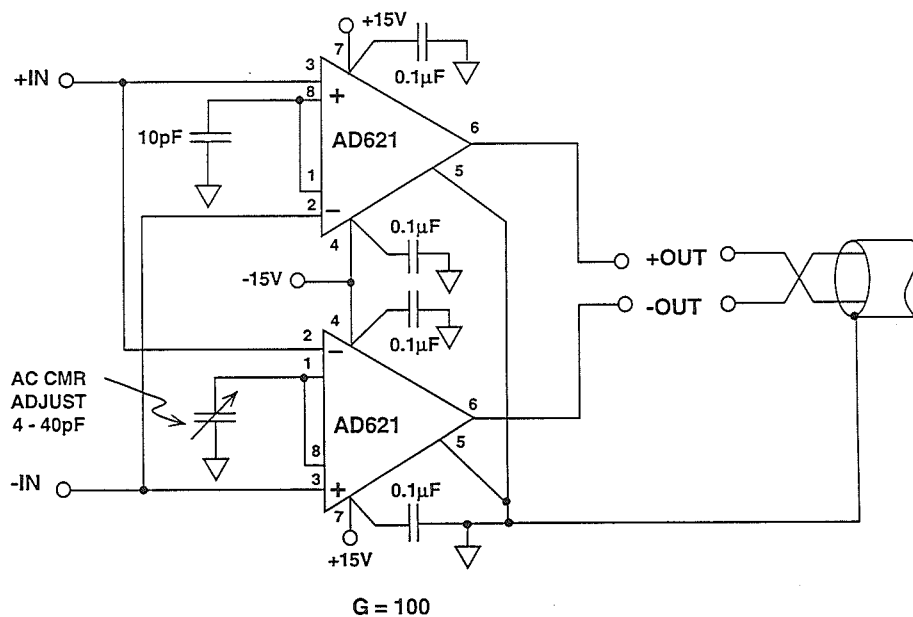 +15V
7
0.1µF
+IN
3
8
+
10pF
AD621
6
5
1
2
−
4
0.1µF
-15V
+OUT
-OUT
4
0.1µF
2
−
1
AC CMR
ADJUST
4 - 40pF
AD621
6
5
8
-IN
3
+
7
0.1µF
+15V
G = 100